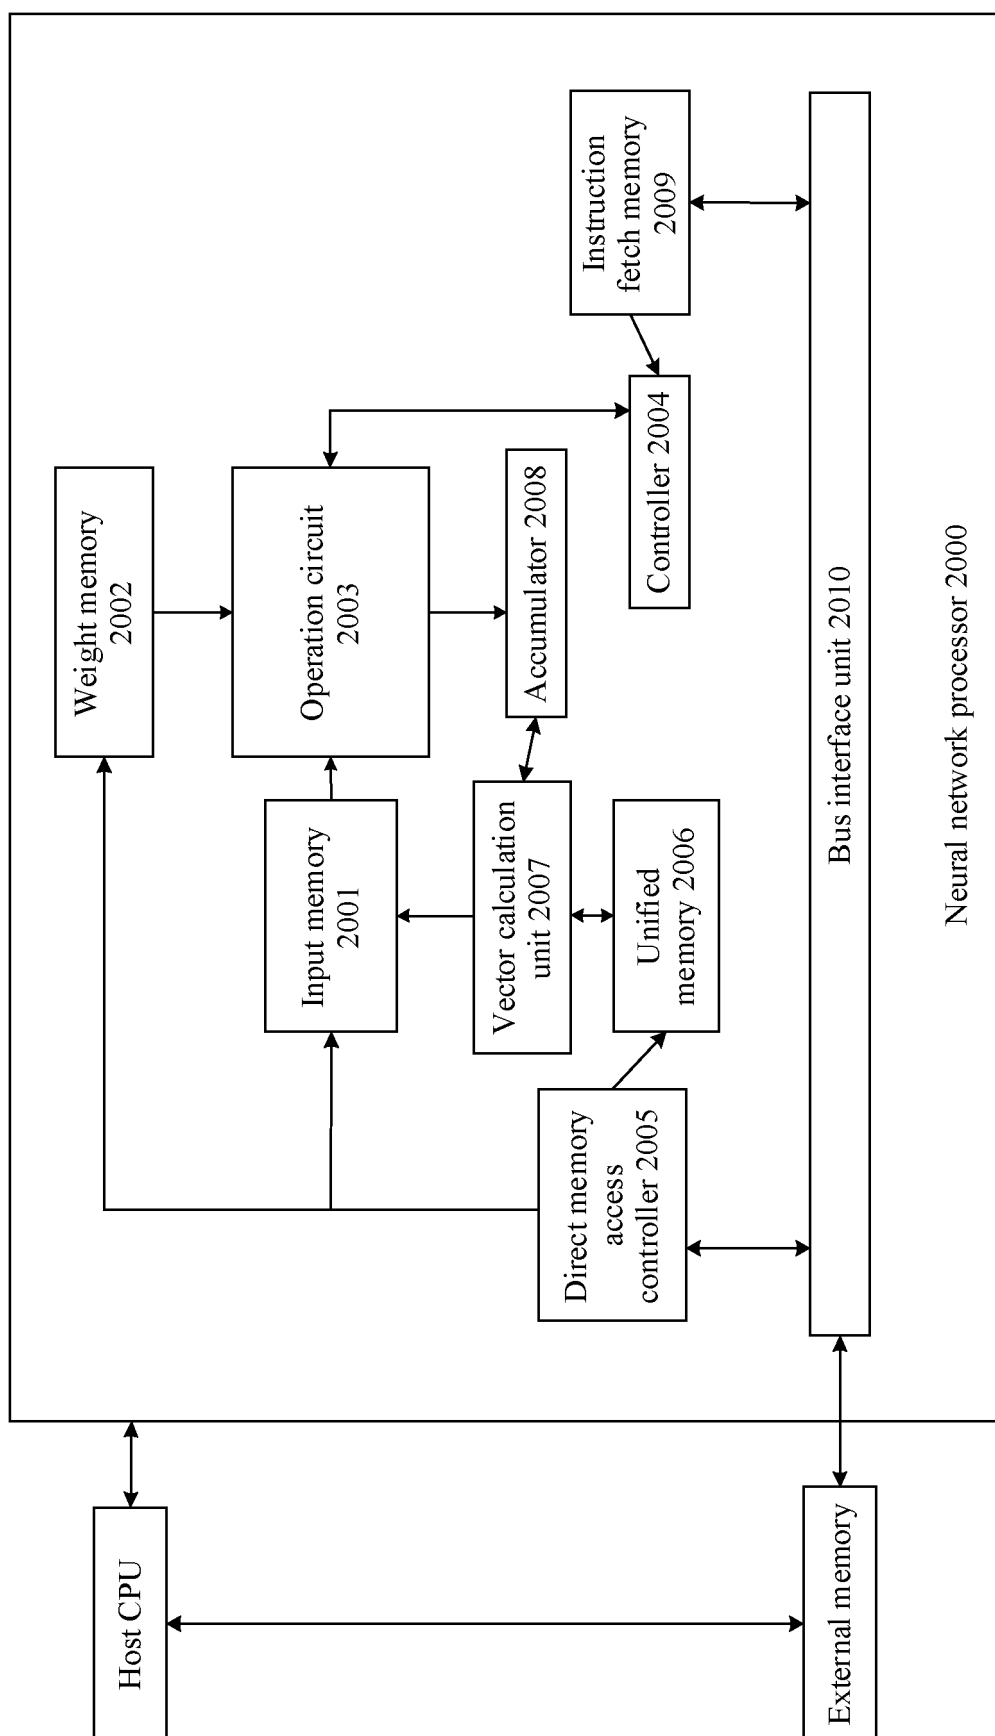 Host CPU
External memory
Neural network processor 2000
Weight memory
2002
Input memory
2001
Operation circuit
2003
Vector calculation
unit 2007
Accumulator 2008
Direct memory
access
controller 2005
Unified
memory 2006
Controller 2004
Instruction
fetch memory
2009
Bus interface unit 2010